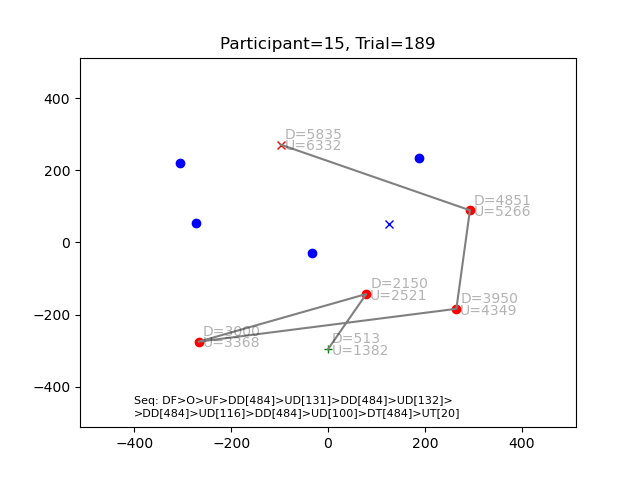 Participant=15, Trial=189
D=5835
U=6332
D=4851
U=5266
D=2150
U=2521
D=3950
U=4349
D=3000
U=3368
D=513
U=1382
Seq: DF>O>UF>DD[484]>UD[131]>DD[484]>UD[132]>
>DD[484]>UD[116]>DD[484]>UD[100]>DT[484]>UT[20]
400
200
0
−200
−400
−400 −200 0 200 400